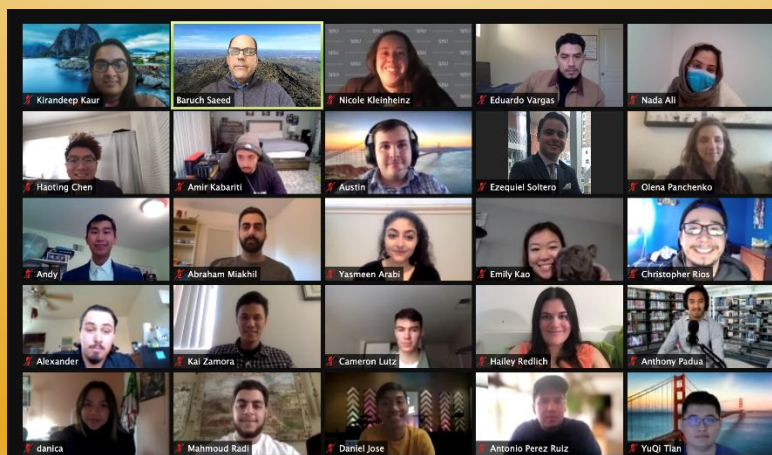 Kirandeep Kaur
Baruch Saeed
Nicole Kleinheinz
Eduardo Vargas
Nada Ali
Haoting Chen
Amir Kabariti
Austin
Ezequiel Soltero
Olena Panchenko
Andy
Abraham Miakhil
Yasmeen Arabi
Emily Kao
Christopher Rios
Alexander
Kai Zamora
Cameron Lutz
Hailey Redlich
Anthony Padua
danica
Mahmoud Radi
Daniel Jose
Antonio Perez Ruiz
YuQi Tian